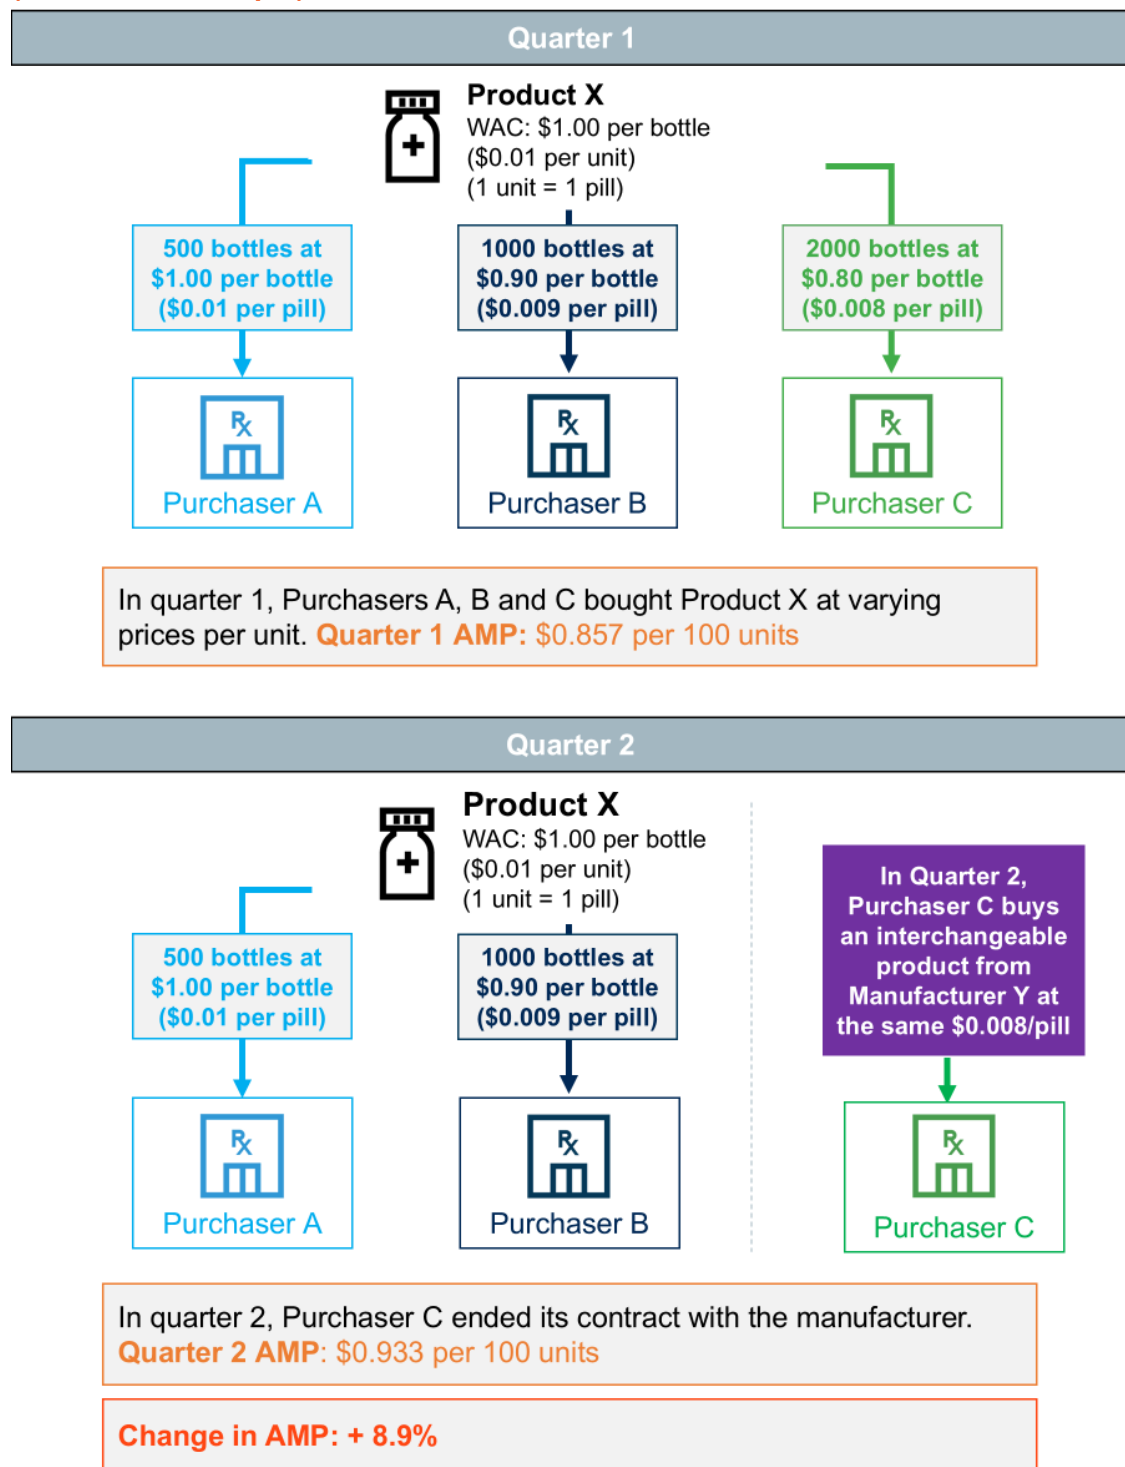 Quarter 1
Product X
WAC: $1.00 per bottle
($0.01 per unit)
(1 unit = 1 pill)
500 bottles at
$1.00 per bottle
($0.01 per pill)
1000 bottles at
$0.90 per bottle
($0.009 per pill)
2000 bottles at
$0.80 per bottle
($0.008 per pill)
Rx
Purchaser A
Rx
Purchaser B
Rx
Purchaser C
In quarter 1, Purchasers A, B and C bought Product X at varying
prices per unit. Quarter 1 AMP: $0.857 per 100 units
Quarter 2
Product X
WAC: $1.00 per bottle
($0.01 per unit)
(1 unit = 1 pill)
500 bottles at
$1.00 per bottle
($0.01 per pill)
1000 bottles at
$0.90 per bottle
($0.009 per pill)
In Quarter 2,
Purchaser C buys
an interchangeable
product from
Manufacturer Y at
the same $0.008/pill
Rx
Purchaser A
Rx
Purchaser B
Rx
Purchaser C
In quarter 2, Purchaser C ended its contract with the manufacturer.
Quarter 2 AMP: $0.933 per 100 units
Change in AMP: + 8.9%